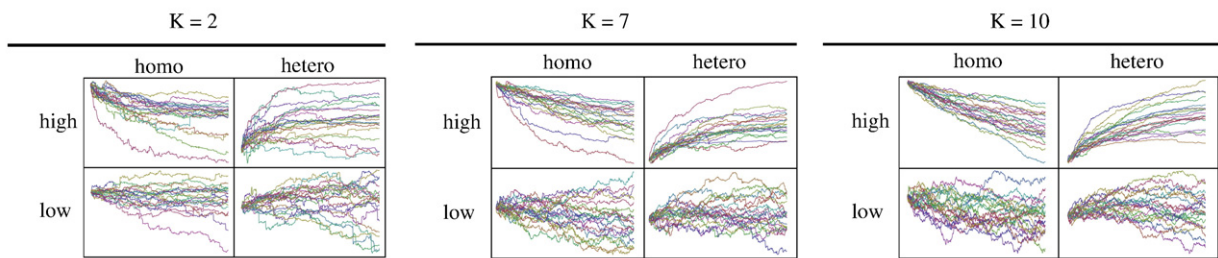 K = 2 K = 7 K = 10
homo hetero homo hetero homo hetero
high high high
low low low